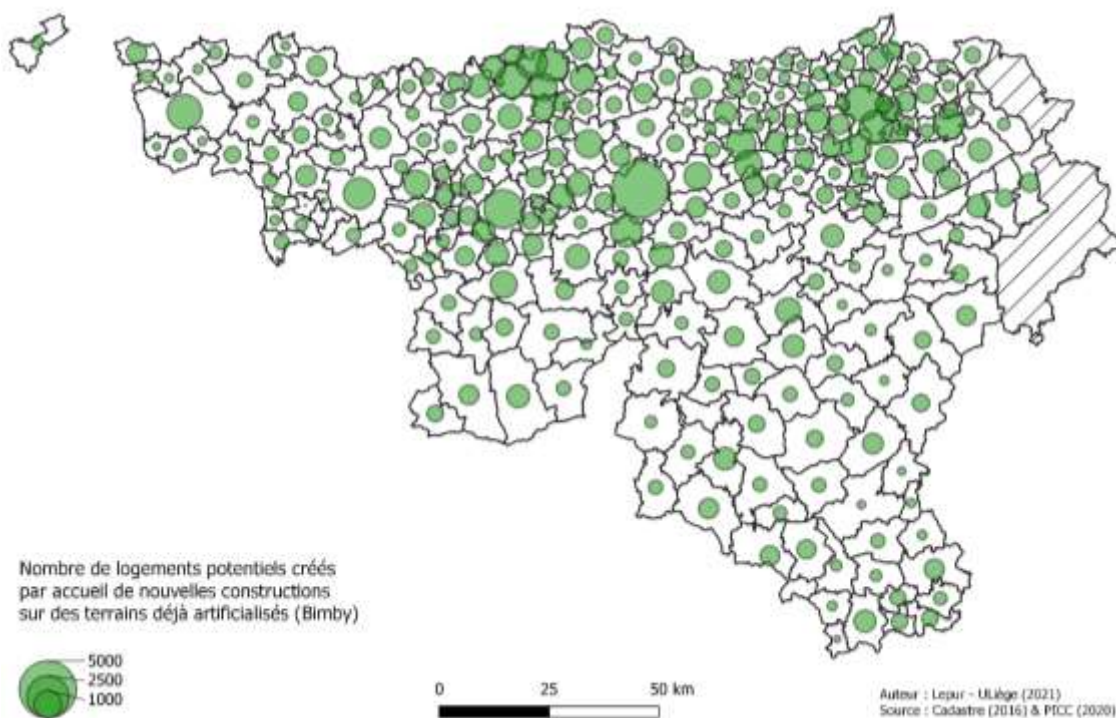 Nombre de logements potentiels créés
par accueil de nouvelles constructions
sur des terrains déjà artificialisés (Bimby)
5000
2500
1000
0 25 50 km
Auteur : Lepur - ULiège (2021)
Source : Cadastre (2016) & PICC (2020)